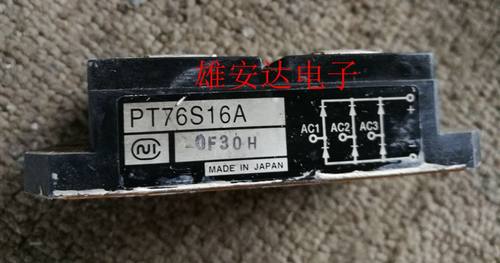 雄安达电子
PT76S16A
0F30H
MADE IN JAPAN
AC1 AC2 AC3
+
-